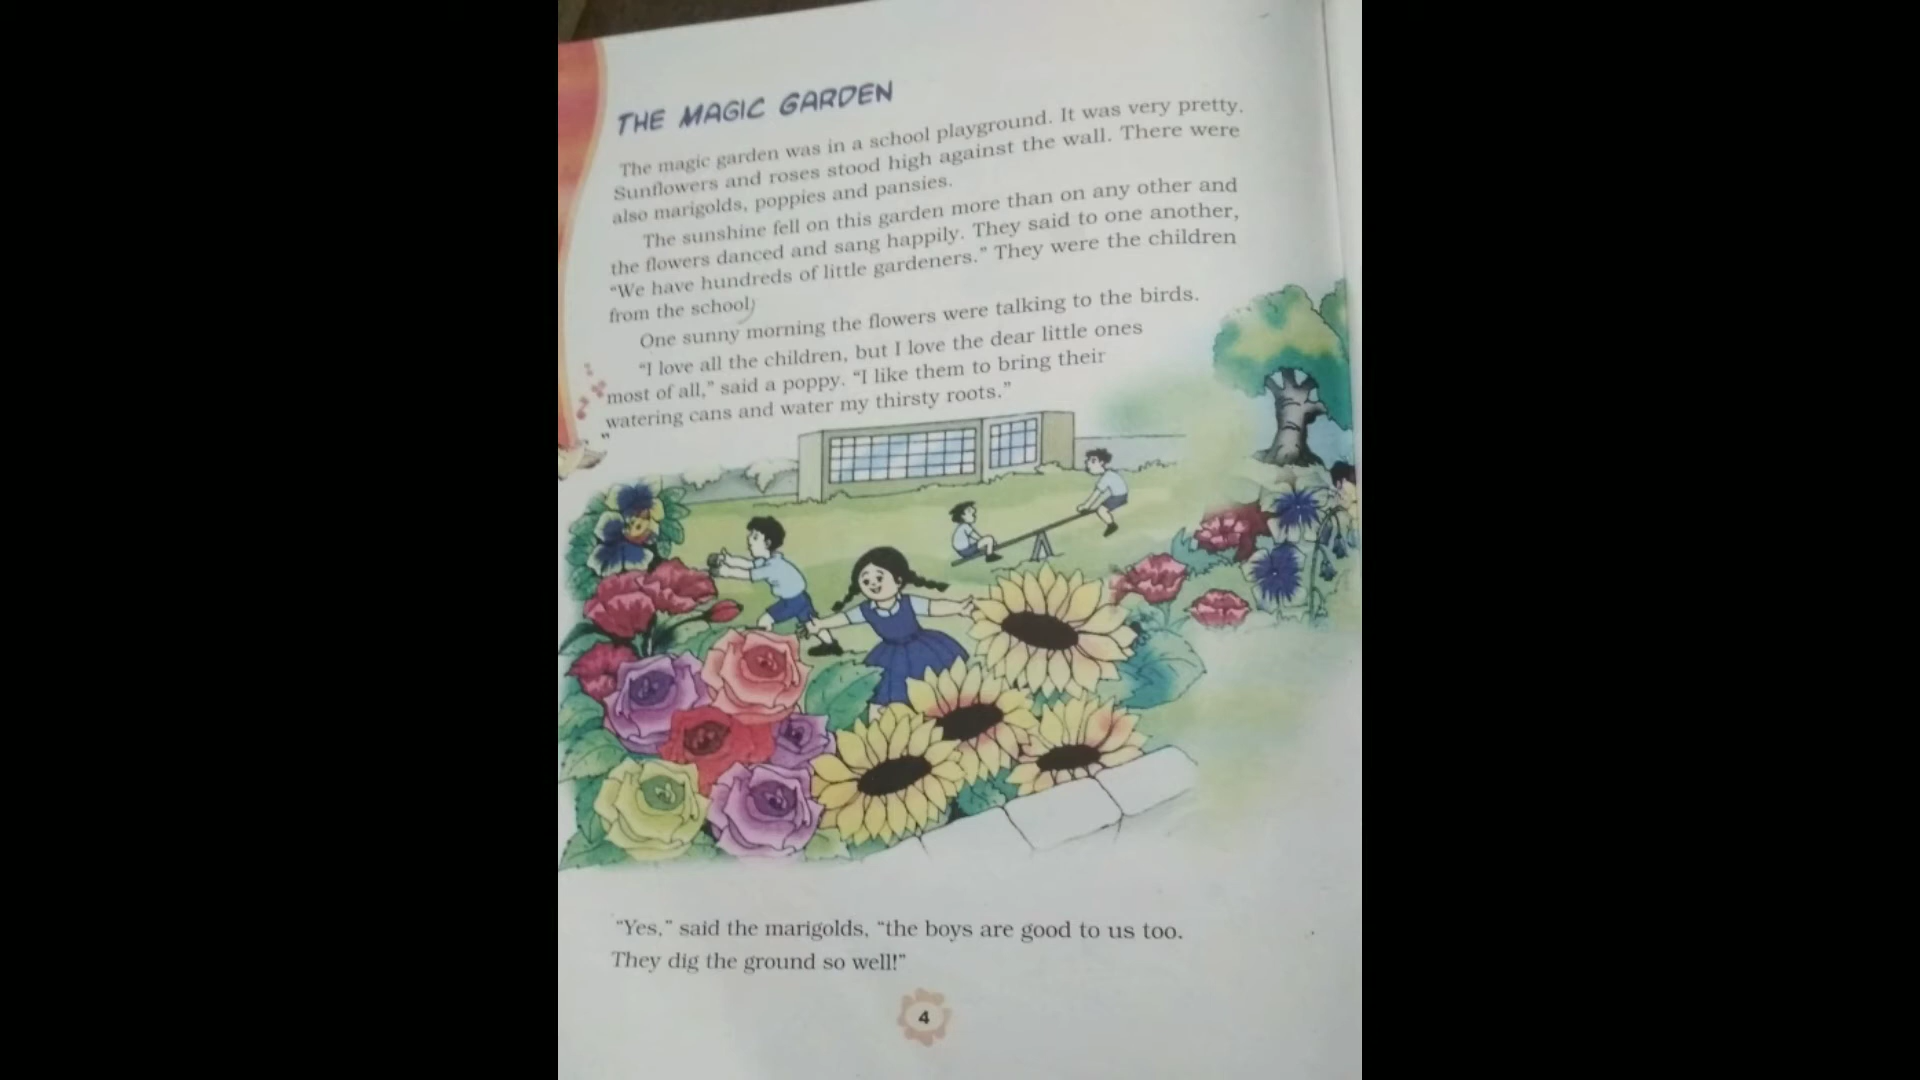 THE MAGIC GARDEN
The magic garden was in a school playground. It was very pretty.
Sunflowers and roses stood high against the wall. There were
also marigolds, poppies and pansies.
The sunshine fell on this garden more than on any other and
the flowers danced and sang happily. They said to one another,
“We have hundreds of little gardeners.” They were the children
from the school.
One sunny morning the flowers were talking to the birds.
“I love all the children, but I love the dear little ones
most of all,” said a poppy. “I like them to bring their
watering cans and water my thirsty roots.”
“Yes,” said the marigolds, “the boys are good to us too.
They dig the ground so well!”
4